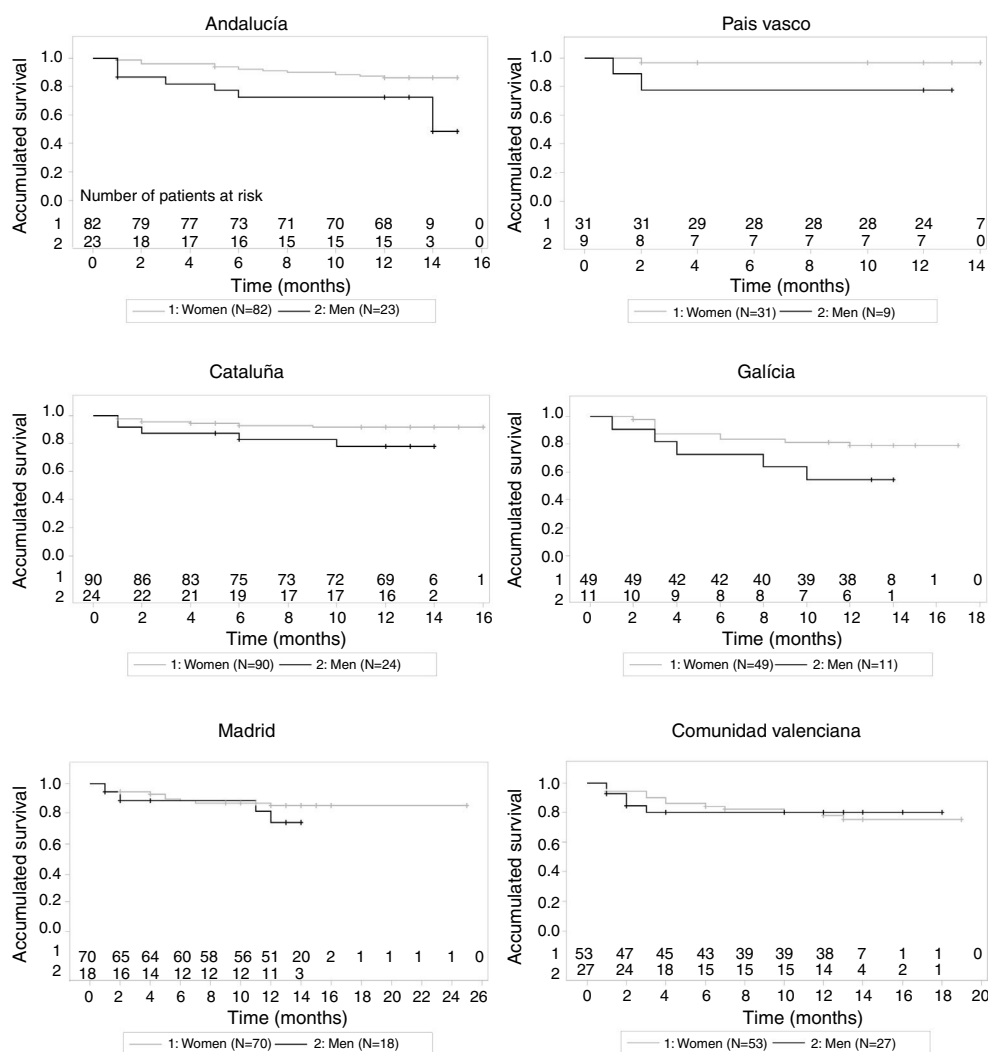 Andalucía
Accumulated survival
1.0
0.8
0.6
0.4
0.2
0.0
Number of patients at risk
1 82 79 77 73 71 70 68 9 0
2 23 18 17 16 15 15 15 3 0
0 2 4 6 8 10 12 14 16
Time (months)
1: Women (N=82) 2: Men (N=23)
Pais vasco
Accumulated survival
1.0
0.8
0.6
0.4
0.2
0.0
1 31 31 29 28 28 28 24 7
2 9 8 7 7 7 7 7 0
0 2 4 6 8 10 12 14
Time (months)
1: Women (N=31) 2: Men (N=9)
Cataluña
Accumulated survival
1.0
0.8
0.6
0.4
0.2
0.0
1 90 86 83 75 73 72 69 6 1
2 24 22 21 19 17 17 16 2
0 2 4 6 8 10 12 14 16
Time (months)
1: Women (N=90) 2: Men (N=24)
Galícia
Accumulated survival
1.0
0.8
0.6
0.4
0.2
0.0
1 49 49 42 42 40 39 38 8 1 0
2 11 10 9 8 8 7 6 1
0 2 4 6 8 10 12 14 16 18
Time (months)
1: Women (N=49) 2: Men (N=11)
Madrid
Accumulated survival
1.0
0.8
0.6
0.4
0.2
0.0
1 70 65 64 60 58 56 51 20 2 1 1 1 1 0
2 18 16 14 12 12 12 11 3
0 2 4 6 8 10 12 14 16 18 20 22 24 26
Time (months)
1: Women (N=70) 2: Men (N=18)
Comunidad valenciana
Accumulated survival
1.0
0.8
0.6
0.4
0.2
0.0
1 53 47 45 43 39 39 38 7 1 1 0
2 27 24 18 15 15 15 14 4 2 1
0 2 4 6 8 10 12 14 16 18 20
Time (months)
1: Women (N=53) 2: Men (N=27)